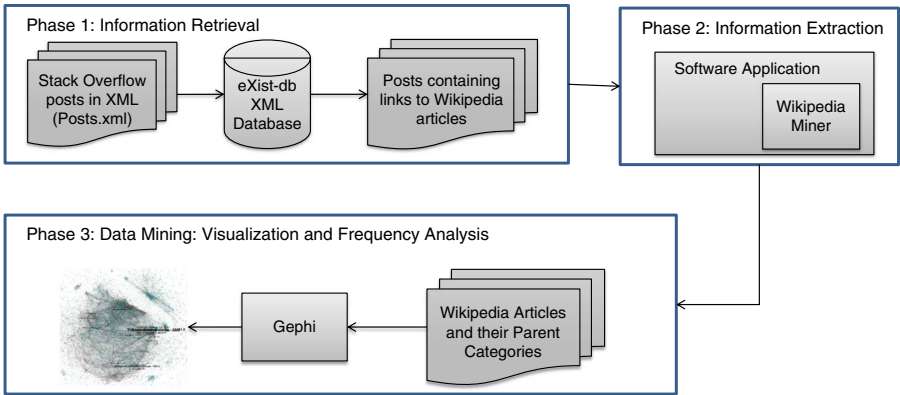 Phase 1: Information Retrieval
Stack Overflow
posts in XML
(Posts.xml)
eXist-db
XML
Database
Posts containing
links to Wikipedia
articles
Phase 2: Information Extraction
Software Application
Wikipedia
Miner
Phase 3: Data Mining: Visualization and Frequency Analysis
Gephi
Wikipedia Articles
and their Parent
Categories